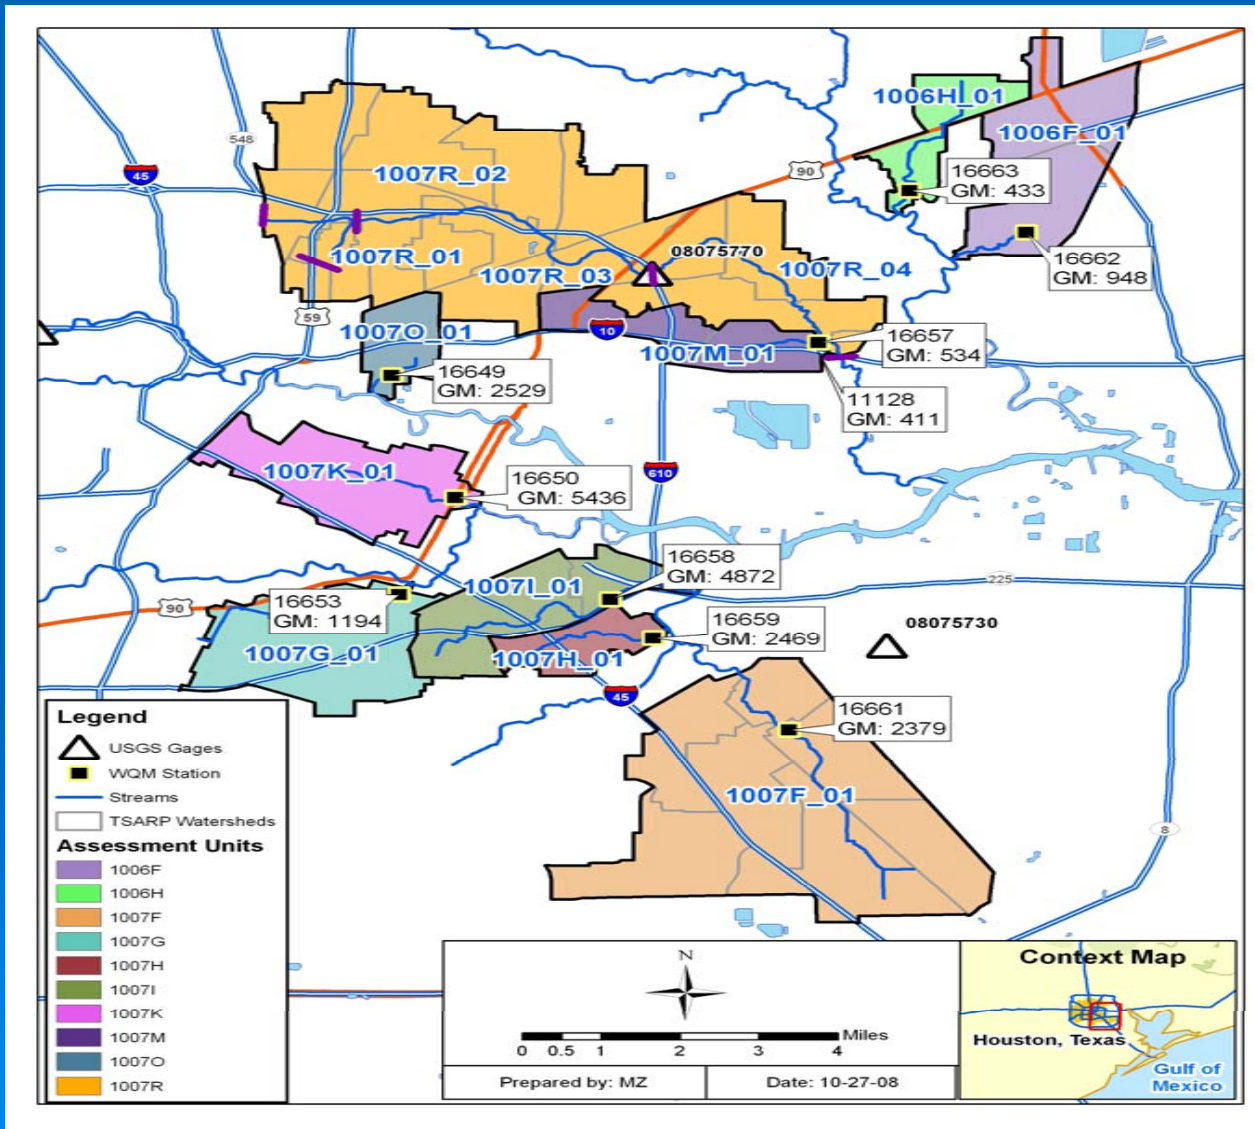 1006H_01
1006F_01
548
45
90
16663
GM: 433
1007R_02
16662
GM: 948
1007R_01
1007R_03
08075770
1007R_04
59
1007O_01
10
1007M_01
16657
GM: 534
16649
GM: 2529
11128
GM: 411
1007K_01
16650
GM: 5436
610
16658
GM: 4872
1007I_01
225
90
16653
GM: 1194
16659
GM: 2469
08075730
1007G_01
1007H_01
45
16661
GM: 2379
1007F_01
8
Legend
USGS Gages
WQM Station
Streams
TSARP Watersheds
Assessment Units
1006F
1006H
1007F
1007G
1007H
1007I
1007K
1007M
1007O
1007R
N
Miles
0 0.5 1 2 3 4
Prepared by: MZ
Date: 10-27-08
Context Map
Houston, Texas
Gulf of
Mexico